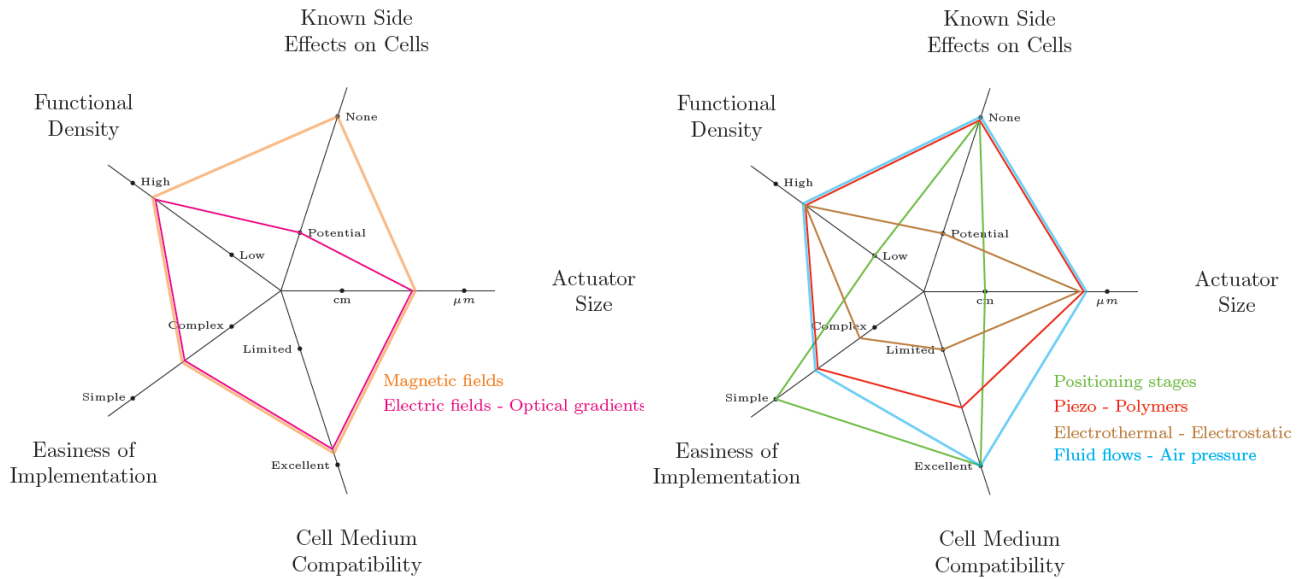 Known Side
Effects on Cells
Functional
Density
None
High
Potential
Low
Actuator
Size
cm
μm
Complex
Limited
Magnetic fields
Electric fields - Optical gradients
Simple
Easiness of
Implementation
Excellent
Cell Medium
Compatibility
Known Side
Effects on Cells
Functional
Density
None
High
Potential
Low
Actuator
Size
cm
μm
Complex
Limited
Positioning stages
Piezo - Polymers
Electrothermal - Electrostatic
Fluid flows - Air pressure
Simple
Easiness of
Implementation
Excellent
Cell Medium
Compatibility